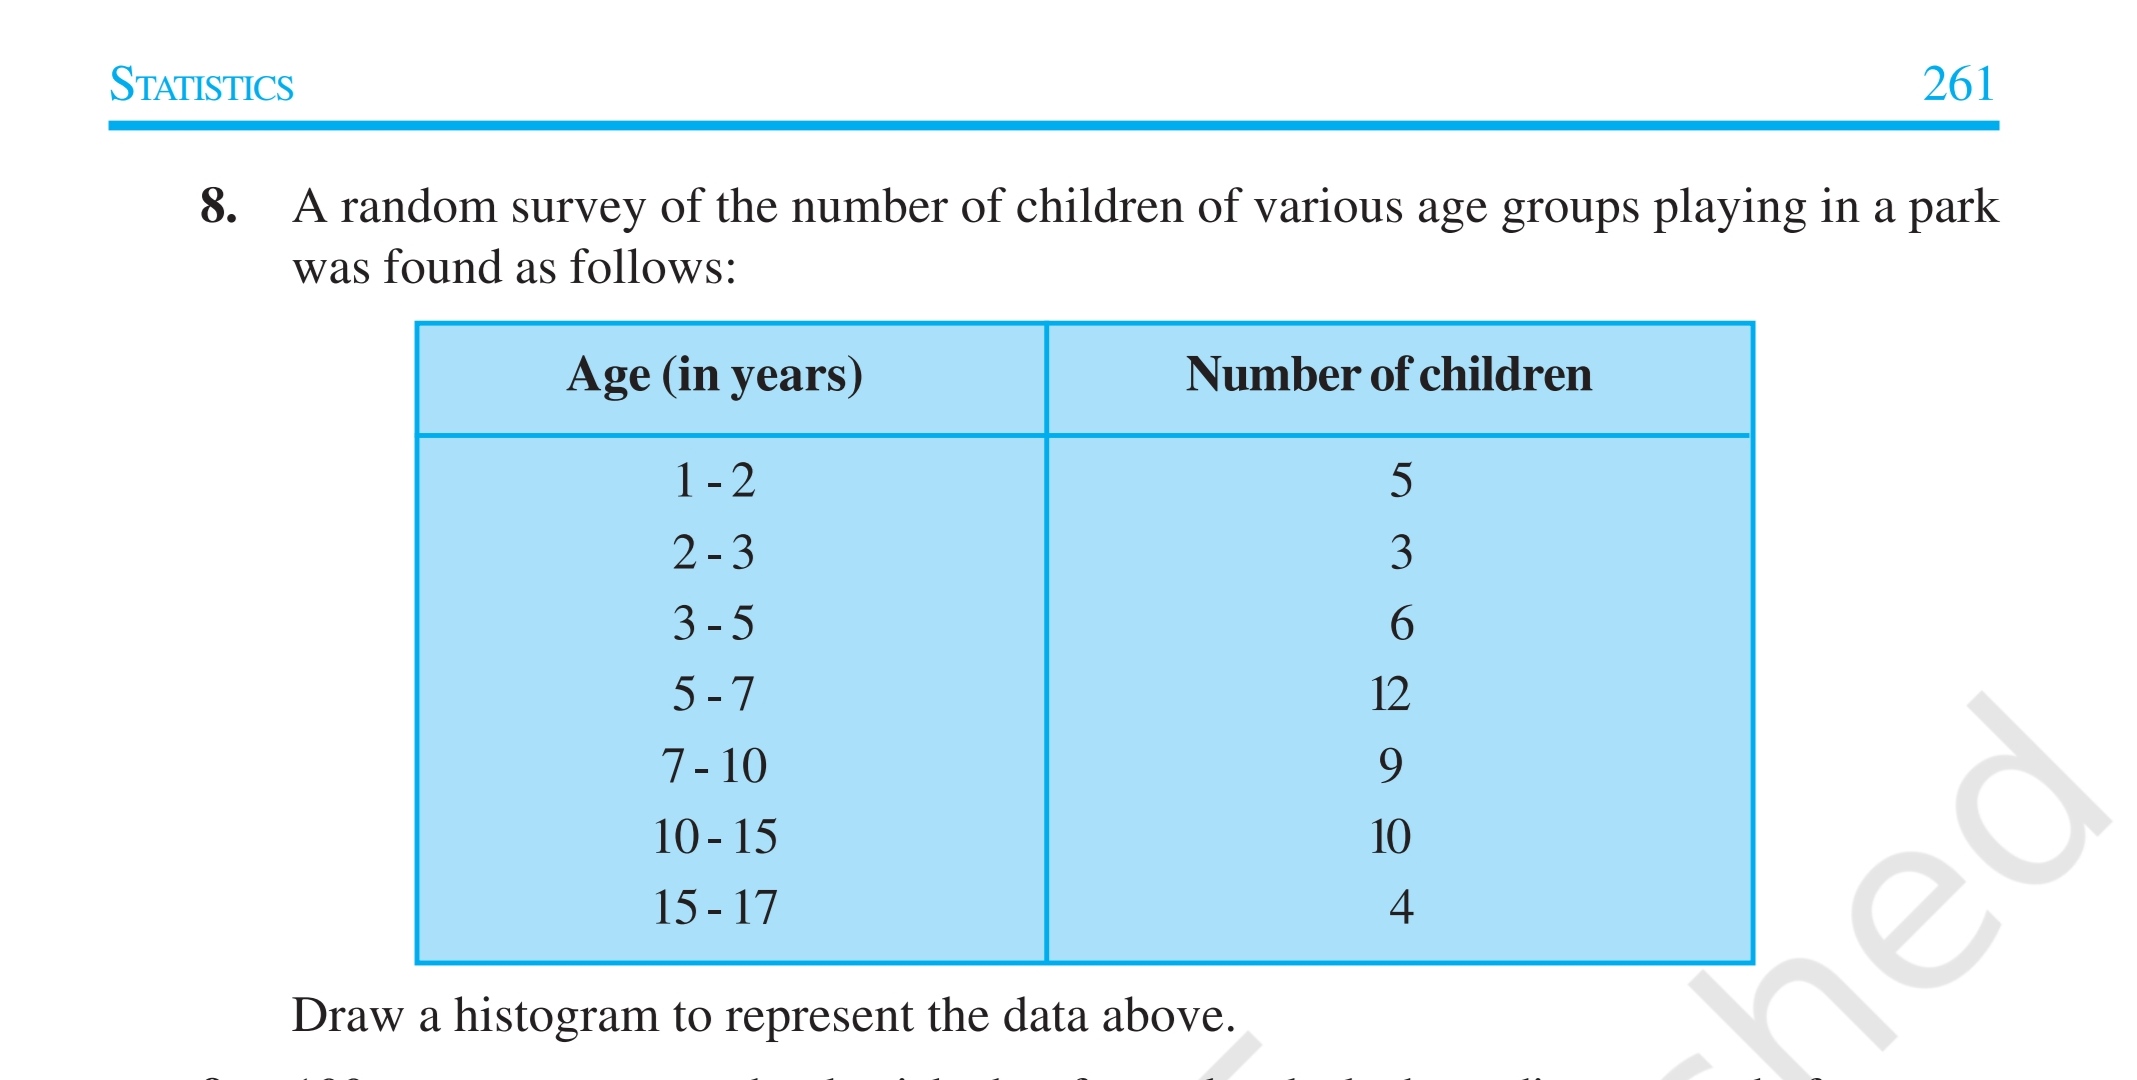 STATISTICS 261
8. A random survey of the number of children of various age groups playing in a park
was found as follows:
Age (in years) Number of children
1 - 2 5
2 - 3 3
3 - 5 6
5 - 7 12
7 - 10 9
10 - 15 10
15 - 17 4
Draw a histogram to represent the data above.